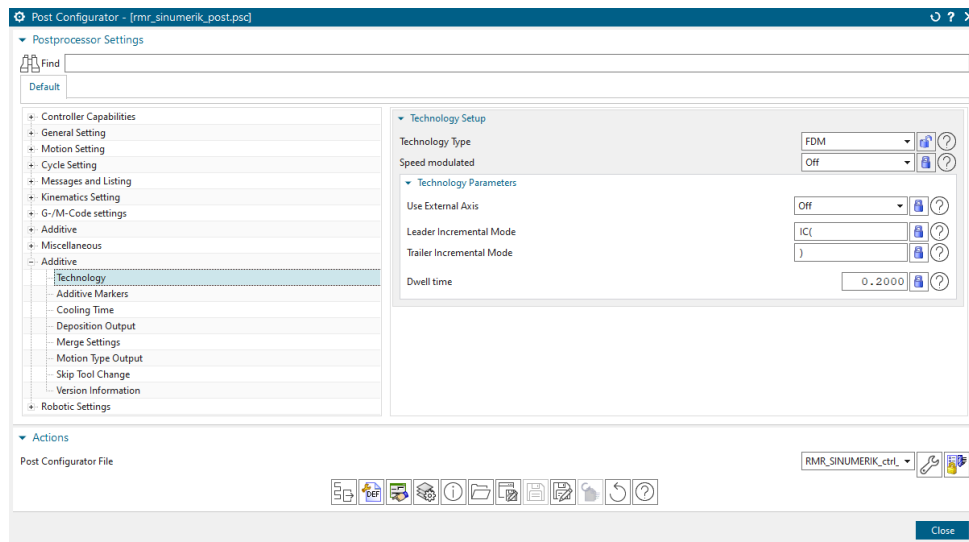 Post Configurator - [rmr_sinumerik_post.psc]
Postprocessor Settings
Find
Default
Controller Capabilities
General Setting
Motion Setting
Cycle Setting
Messages and Listing
Kinematics Setting
G-/M-Code settings
Additive
Miscellaneous
Additive
Technology
Additive Markers
Cooling Time
Deposition Output
Merge Settings
Motion Type Output
Skip Tool Change
Version Information
Robotic Settings
Technology Setup
Technology Type FDM
Speed modulated Off
Technology Parameters
Use External Axis Off
Leader Incremental Mode IC(
Trailer Incremental Mode )
Dwell time 0.2000
Actions
Post Configurator File RMR_SINUMERIK_ctrl_
DEF
Close